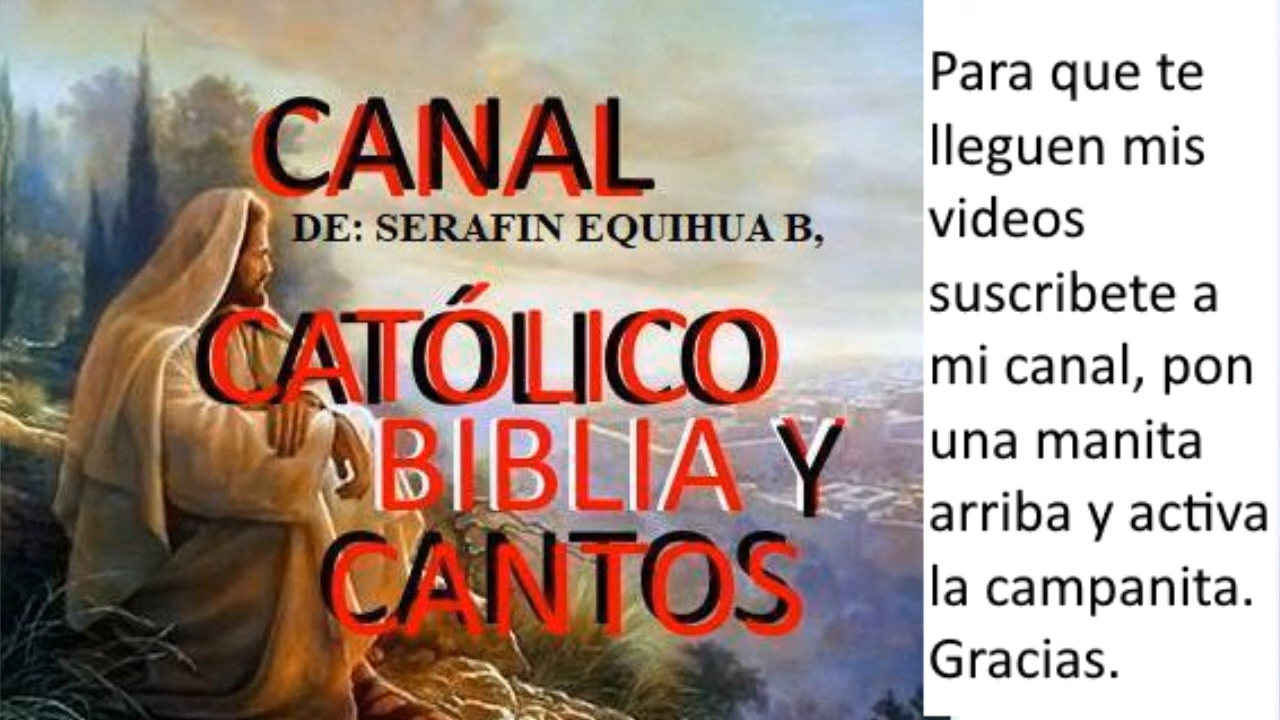 CANAL
DE: SERAFIN EQUIHUA B,
CATÓLICO
BIBLIA Y
CANTOS
Para que te
lleguen mis
videos
suscribete a
mi canal, pon
una manita
arriba y activa
la campanita.
Gracias.